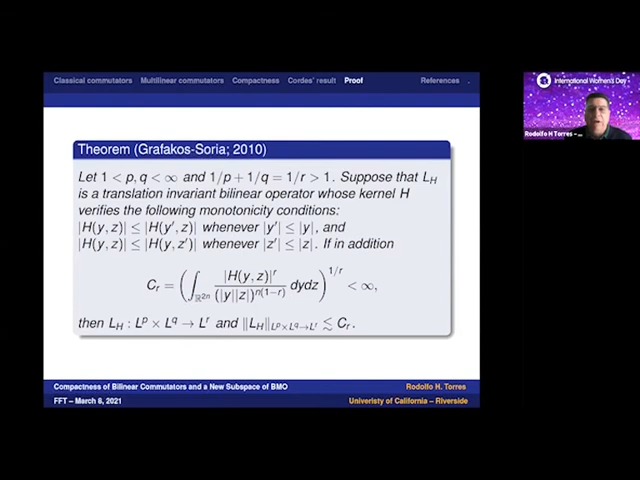 Classical commutators Multilinear commutators Compactness Cordes' result Proof References .
Theorem (Grafakos-Soria; 2010)
Let 1 < p, q < ∞ and 1/p + 1/q = 1/r > 1. Suppose that L_H
is a translation invariant bilinear operator whose kernel H
verifies the following monotonicity conditions:
|H(y, z)| ≤ |H(y′, z)| whenever |y′| ≤ |y|, and
|H(y, z)| ≤ |H(y, z′)| whenever |z′| ≤ |z|. If in addition
C_r = (∫_{ℝ^{2n}} |H(y, z)|^r / (|y||z|)^{n(1−r)} dydz)^{1/r} < ∞,
then L_H : L^p × L^q → L^r and ‖L_H‖_{L^p×L^q→L^r} ≲ C_r.
Compactness of Bilinear Commutators and a New Subspace of BMO Rodolfo H. Torres
FFT – March 8, 2021 Univeristy of California – Riverside
International Women's Day
Rodolfo H Torres - ...